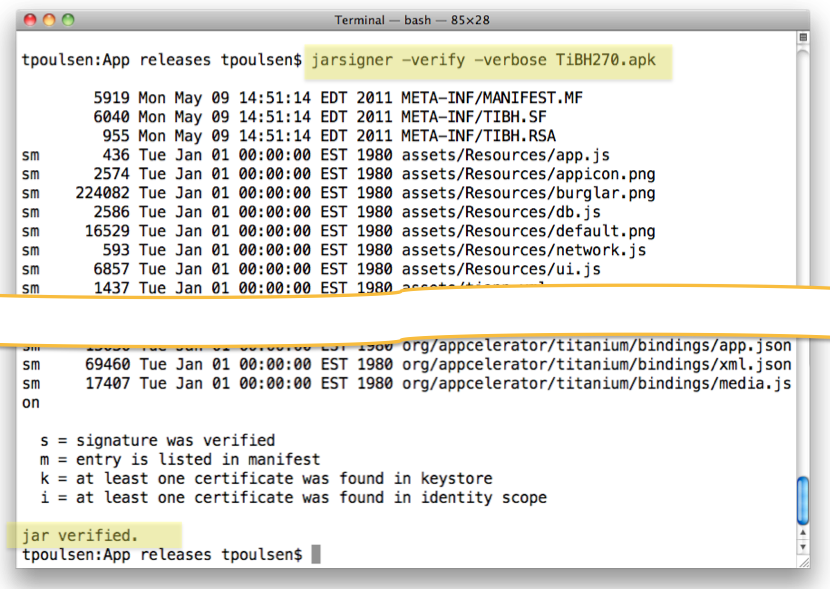 Terminal — bash — 85×28
tpoulsen:App releases tpoulsen$ jarsigner -verify -verbose TiBH270.apk
5919 Mon May 09 14:51:14 EDT 2011 META-INF/MANIFEST.MF
6040 Mon May 09 14:51:14 EDT 2011 META-INF/TIBH.SF
955 Mon May 09 14:51:14 EDT 2011 META-INF/TIBH.RSA
sm 436 Tue Jan 01 00:00:00 EST 1980 assets/Resources/app.js
sm 2574 Tue Jan 01 00:00:00 EST 1980 assets/Resources/appicon.png
sm 224082 Tue Jan 01 00:00:00 EST 1980 assets/Resources/burglar.png
sm 2586 Tue Jan 01 00:00:00 EST 1980 assets/Resources/db.js
sm 16529 Tue Jan 01 00:00:00 EST 1980 assets/Resources/default.png
sm 593 Tue Jan 01 00:00:00 EST 1980 assets/Resources/network.js
sm 6857 Tue Jan 01 00:00:00 EST 1980 assets/Resources/ui.js
sm 1437 Tue Jan 01 00:00:00 EST 1980
sm Tue Jan 01 00:00:00 EST 1980 org/appcelerator/titanium/bindings/app.json
sm 69460 Tue Jan 01 00:00:00 EST 1980 org/appcelerator/titanium/bindings/xml.json
sm 17407 Tue Jan 01 00:00:00 EST 1980 org/appcelerator/titanium/bindings/media.js
on
s = signature was verified
m = entry is listed in manifest
k = at least one certificate was found in keystore
i = at least one certificate was found in identity scope
jar verified.
tpoulsen:App releases tpoulsen$